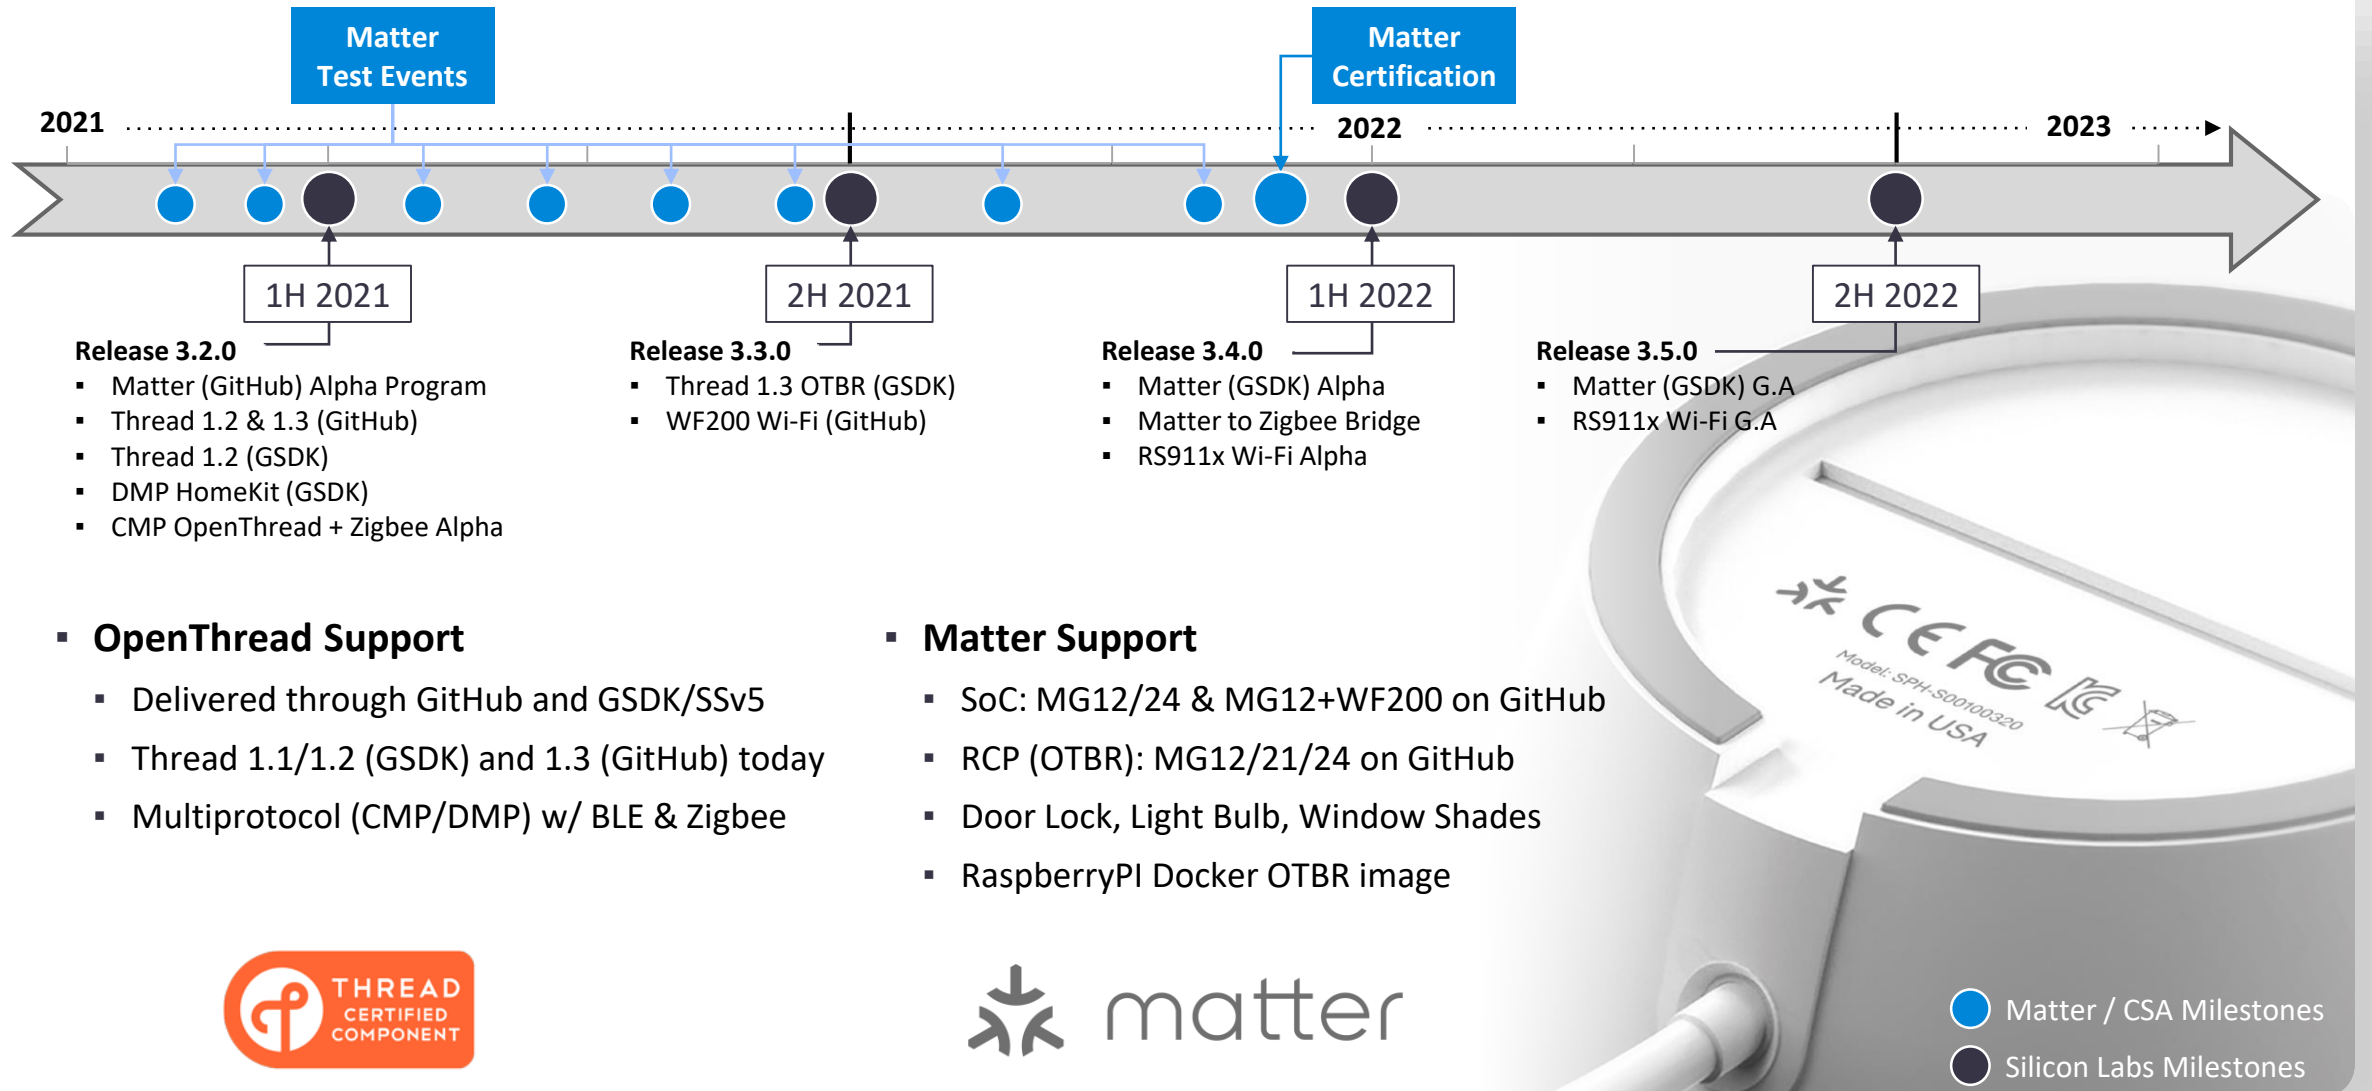 Matter
Test Events
Matter
Certification
2021
2022
2023
1H 2021
2H 2021
1H 2022
2H 2022
Release 3.2.0
▪ Matter (GitHub) Alpha Program
▪ Thread 1.2 & 1.3 (GitHub)
▪ Thread 1.2 (GSDK)
▪ DMP HomeKit (GSDK)
▪ CMP OpenThread + Zigbee Alpha
Release 3.3.0
▪ Thread 1.3 OTBR (GSDK)
▪ WF200 Wi-Fi (GitHub)
Release 3.4.0
▪ Matter (GSDK) Alpha
▪ Matter to Zigbee Bridge
▪ RS911x Wi-Fi Alpha
Release 3.5.0
▪ Matter (GSDK) G.A
▪ RS911x Wi-Fi G.A
▪ OpenThread Support
▪ Delivered through GitHub and GSDK/SSv5
▪ Thread 1.1/1.2 (GSDK) and 1.3 (GitHub) today
▪ Multiprotocol (CMP/DMP) w/ BLE & Zigbee
▪ Matter Support
▪ SoC: MG12/24 & MG12+WF200 on GitHub
▪ RCP (OTBR): MG12/21/24 on GitHub
▪ Door Lock, Light Bulb, Window Shades
▪ RaspberryPI Docker OTBR image
CE FC
Model: SPH-S00100320
Made in USA
THREAD
CERTIFIED
COMPONENT
matter
Matter / CSA Milestones
Silicon Labs Milestones